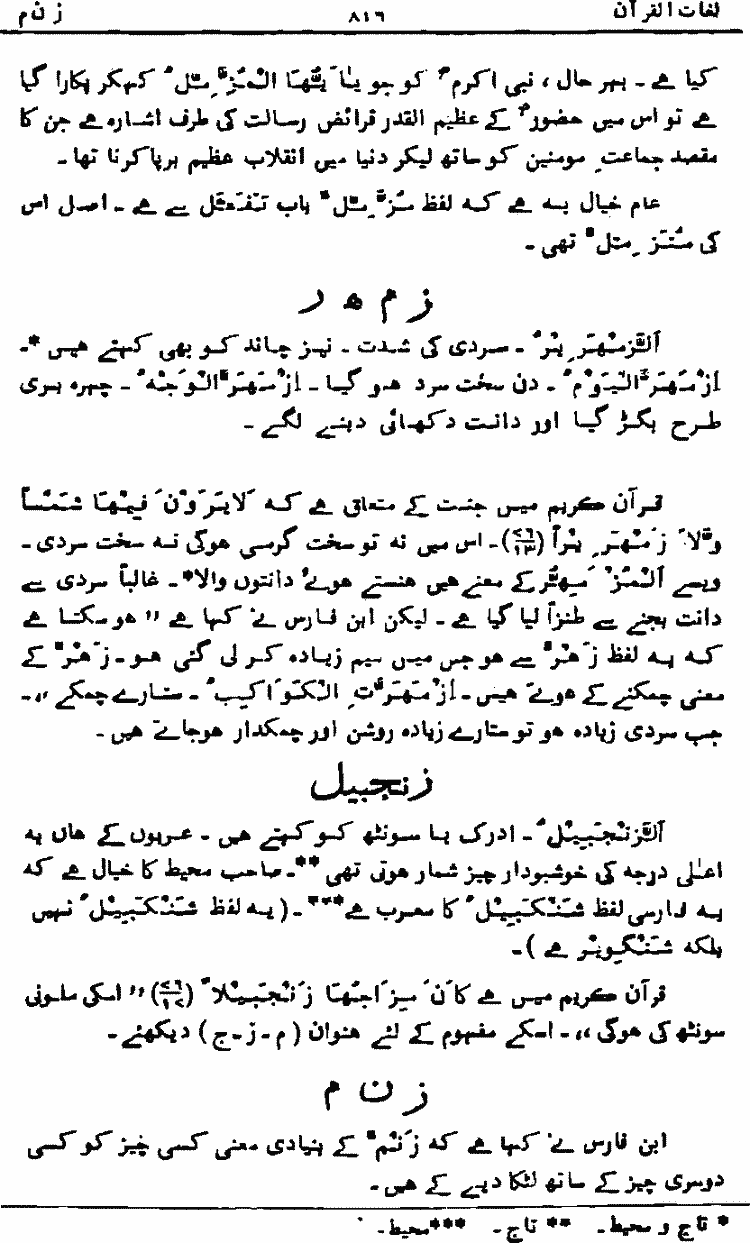 لغات القرآن ۸۱۶ ز ن م
کیا ہے ۔ بہر حال ، نبی اکرمؐ کو جو یٰٓاَیُّھَا الْمُزَّمِّلُ کہکر پکارا گیا
ہے تو اس میں حضورؐ کے عظیم القدر فرائض رسالت کی طرف اشارہ ہے جن کا
مقصد جماعتِ مومنین کو ساتھ لیکر دنیا میں انقلاب عظیم برپا کرنا تھا ۔
عام خیال یہ ہے کہ لفظ مُزَّمِّلٌ باب تَفَعُّل سے ہے ۔ اصل اس
کی مُتَزَمِّلٌ تھی ۔
ز م ھ ر
اَلزَّمْھَرِیْرُ ۔ سردی کی شدت ۔ نیز چاند کو بھی کہتے ہیں * ۔
اِزْمَھَرَّ الْیَوْمُ ۔ دن سخت سرد ہو گیا ۔ اِزْمَھَرَّ الْوَجْہُ ۔ چہرہ بری
طرح بگڑ گیا اور دانت دکھائی دینے لگے ۔
قرآن کریم میں جنت کے متعلق ہے کہ لَا یَرَوْنَ فِیْھَا شَمْسًا
وَّلَا زَمْھَرِیْرًا (۷۶/۱۳) ۔ اس میں نہ تو سخت گرمی ہوگی نہ سخت سردی ۔
ویسے اَلْمُزْمَھِرُّ کے معنے ہیں ہنستے ہوئے دانتوں والا* ۔ غالباً سردی سے
دانت بجنے سے طنزاً لیا گیا ہے ۔ لیکن ابن فارس نے کہا ہے ’’ ہو سکتا ہے
کہ یہ لفظ زَھْرٌ سے ہو جس میں میم زیادہ کر لی گئی ہو ۔ زَھْرٌ کے
معنی چمکنے کے ہوتے ہیں ۔ اِزْمَھَرَّتِ الْکَوَاکِبُ ۔ ستارے چمکے ‘‘ ۔
جب سردی زیادہ ہو تو ستارے زیادہ روشن اور چمکدار ہوجاتے ہیں ۔
زنجبیل
اَلزَّنْجَبِیْلُ ۔ ادرک یا سونٹھ کو کہتے ہیں ۔ عربوں کے ہاں یہ
اعلٰی درجہ کی خوشبودار چیز شمار ہوتی تھی ** ۔ صاحب محیط کا خیال ہے کہ
یہ فارسی لفظ شَنْکَبِیْلُ کا معرب ہے *** ۔ ( یہ لفظ شَنْکَبِیْلُ نہیں
بلکہ شَنْگَوِیْر ہے ) ۔
قرآن کریم میں ہے کَانَ مِزَاجُھَا زَنْجَبِیْلًا (۷۶/۱۷) ’’ اسکی ملونی
سونٹھ کی ہوگی ‘‘ ۔ اسکے مفہوم کے لئے عنوان ( م ۔ ز ۔ ج ) دیکھئے ۔
ز ن م
ابن فارس نے کہا ہے کہ زَنْمٌ کے بنیادی معنی کسی چیز کو کسی
دوسری چیز کے ساتھ لٹکا دینے کے ہیں ۔
* تاج و محیط ۔ ** تاج ۔ *** محیط ۔